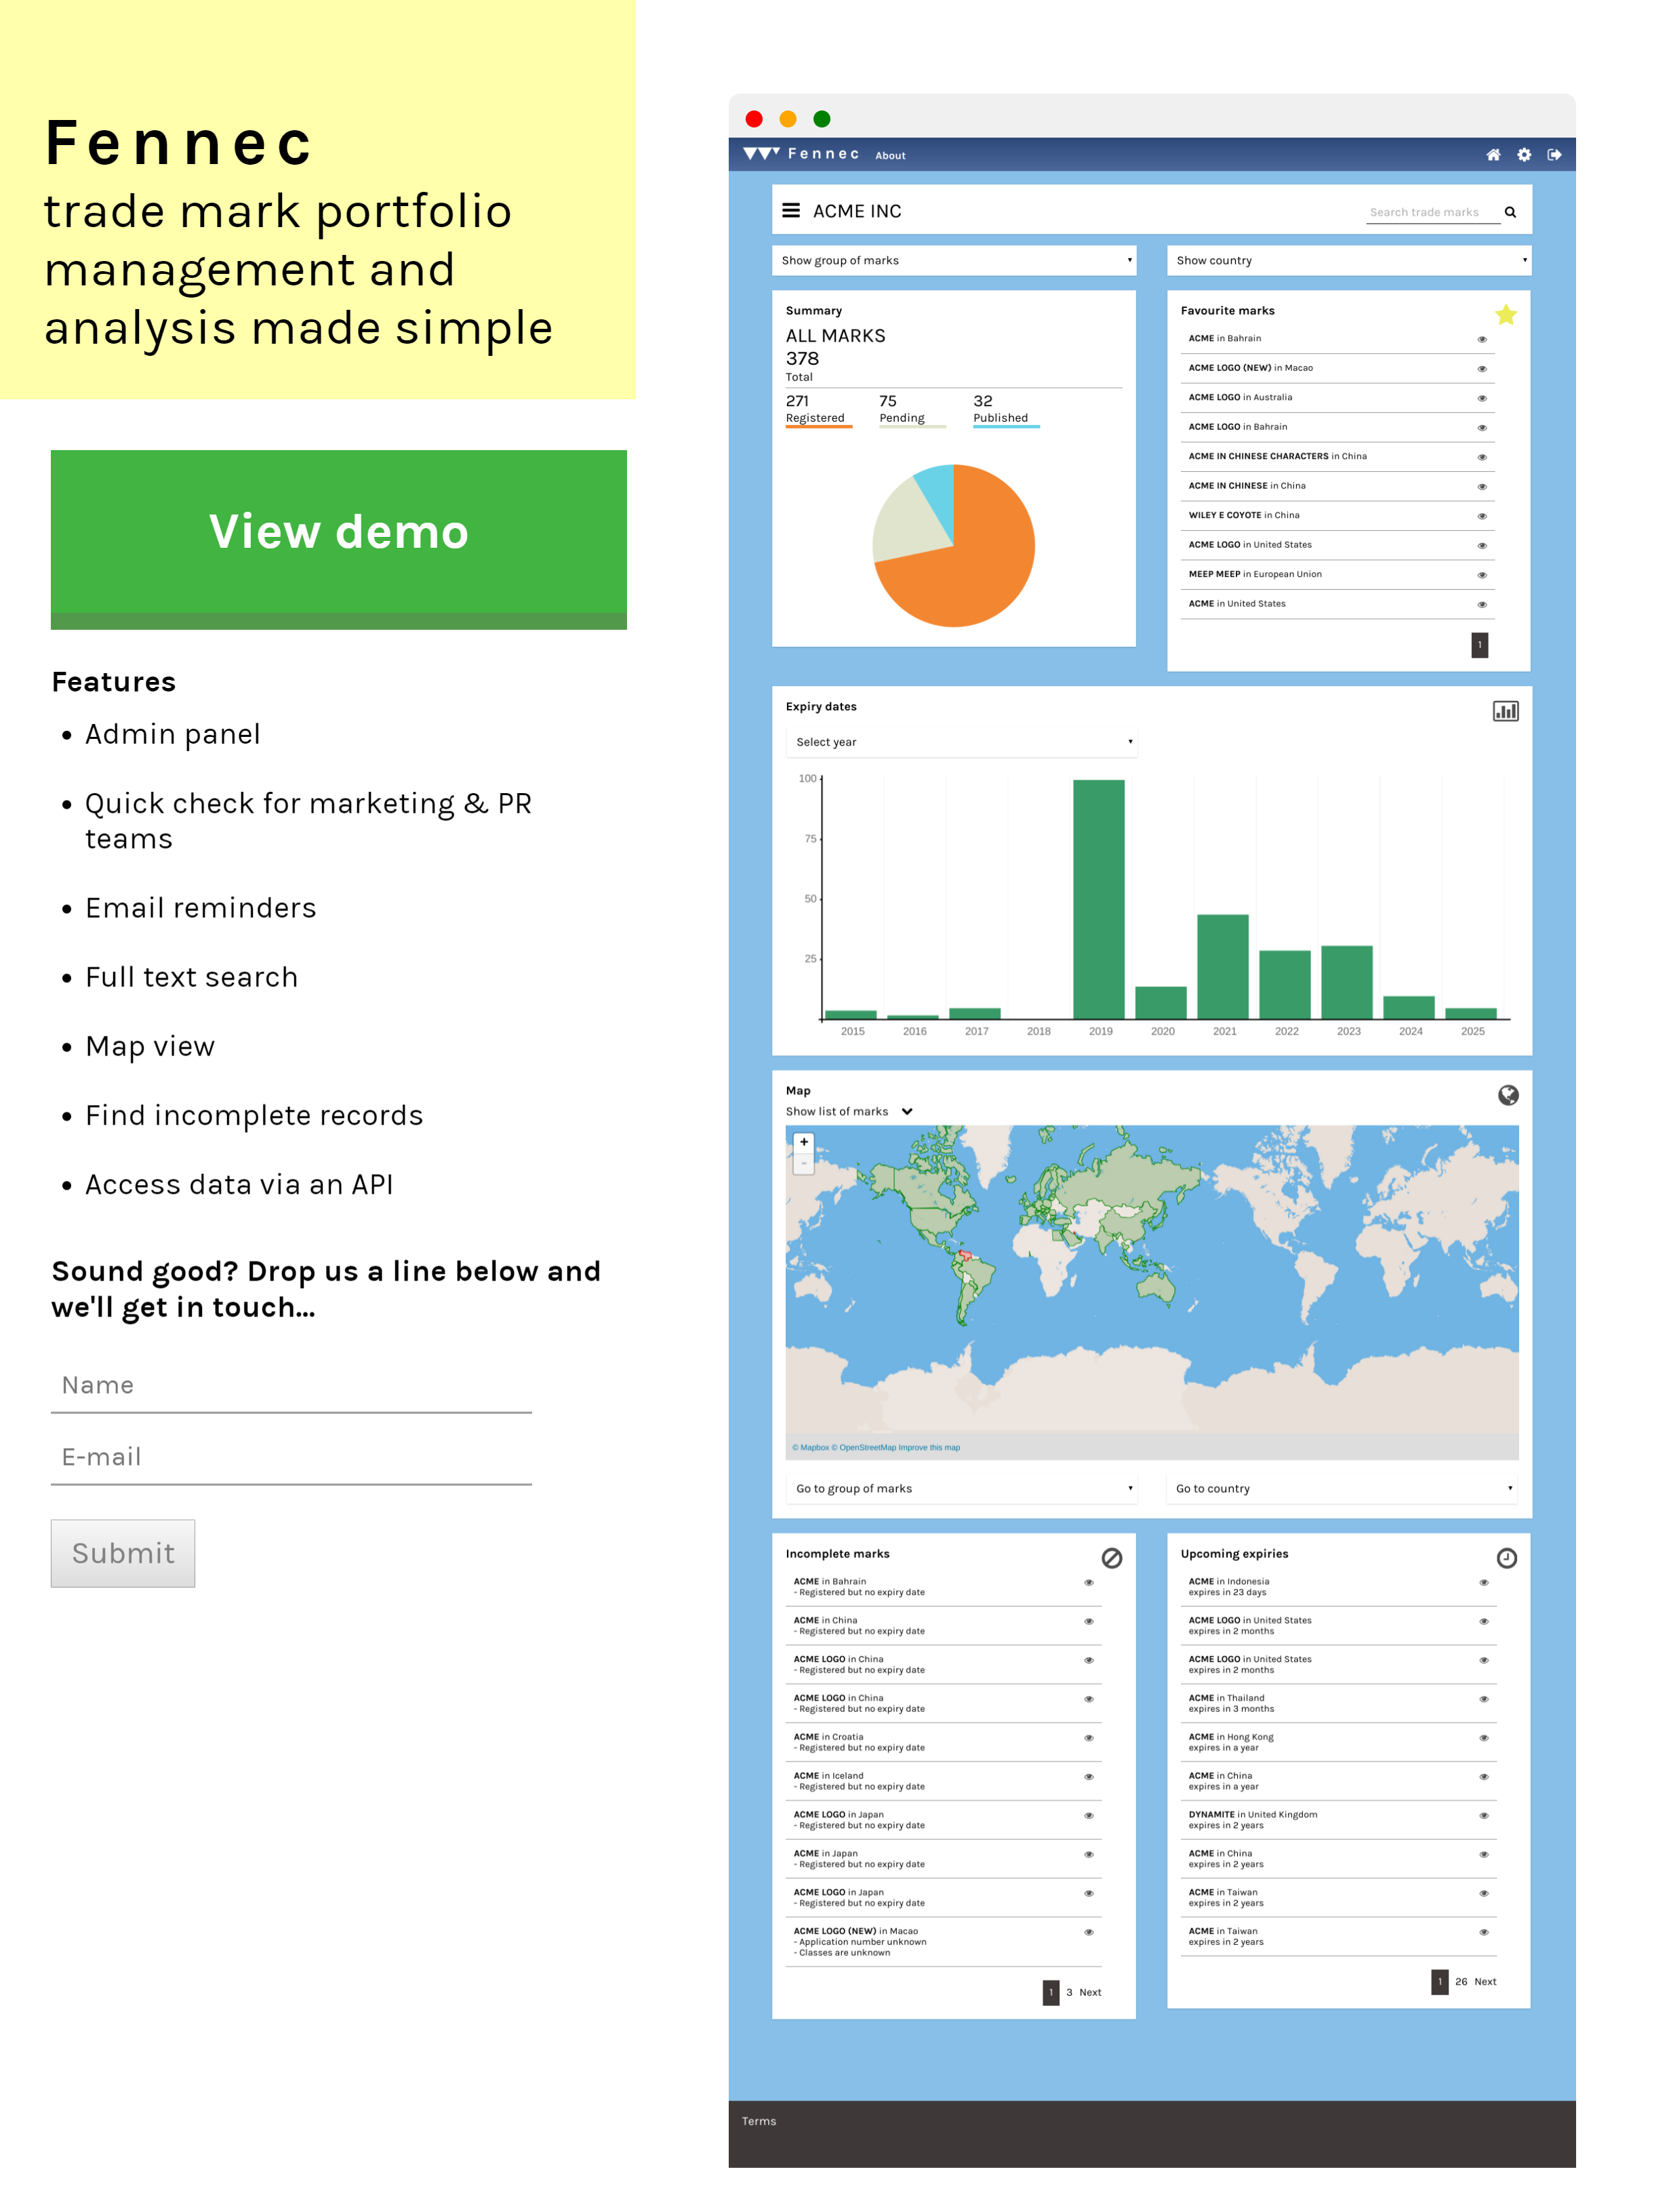 Fennec
trade mark portfolio
management and
analysis made simple
View demo
Features
Admin panel
Quick check for marketing & PR
teams
Email reminders
Full text search
Map view
Find incomplete records
Access data via an API
Sound good? Drop us a line below and
we'll get in touch...
Name
E-mail
Submit
Fennec About
ACME INC
Search trade marks
Show group of marks
Show country
Summary
ALL MARKS
378
Total
271 75 32
Registered Pending Published
Favourite marks
ACME in Bahrain
ACME LOGO (NEW) in Macao
ACME LOGO in Australia
ACME LOGO in Bahrain
ACME IN CHINESE CHARACTERS in China
ACME IN CHINESE in China
WILEY E COYOTE in China
ACME LOGO in United States
MEEP MEEP in European Union
ACME in United States
1
Expiry dates
Select year
100
75
50
25
2015 2016 2017 2018 2019 2020 2021 2022 2023 2024 2025
Map
Show list of marks
+
-
© Mapbox © OpenStreetMap Improve this map
Go to group of marks
Go to country
Incomplete marks
ACME in Bahrain
- Registered but no expiry date
ACME in China
- Registered but no expiry date
ACME LOGO in China
- Registered but no expiry date
ACME LOGO in China
- Registered but no expiry date
ACME in Croatia
- Registered but no expiry date
ACME in Iceland
- Registered but no expiry date
ACME LOGO in Japan
- Registered but no expiry date
ACME in Japan
- Registered but no expiry date
ACME LOGO in Japan
- Registered but no expiry date
ACME LOGO (NEW) in Macao
- Application number unknown
- Classes are unknown
1 3 Next
Upcoming expiries
ACME in Indonesia
expires in 23 days
ACME LOGO in United States
expires in 2 months
ACME LOGO in United States
expires in 2 months
ACME in Thailand
expires in 3 months
ACME in Hong Kong
expires in a year
ACME in China
expires in a year
DYNAMITE in United Kingdom
expires in 2 years
ACME in China
expires in 2 years
ACME in Taiwan
expires in 2 years
ACME in Taiwan
expires in 2 years
1 26 Next
Terms